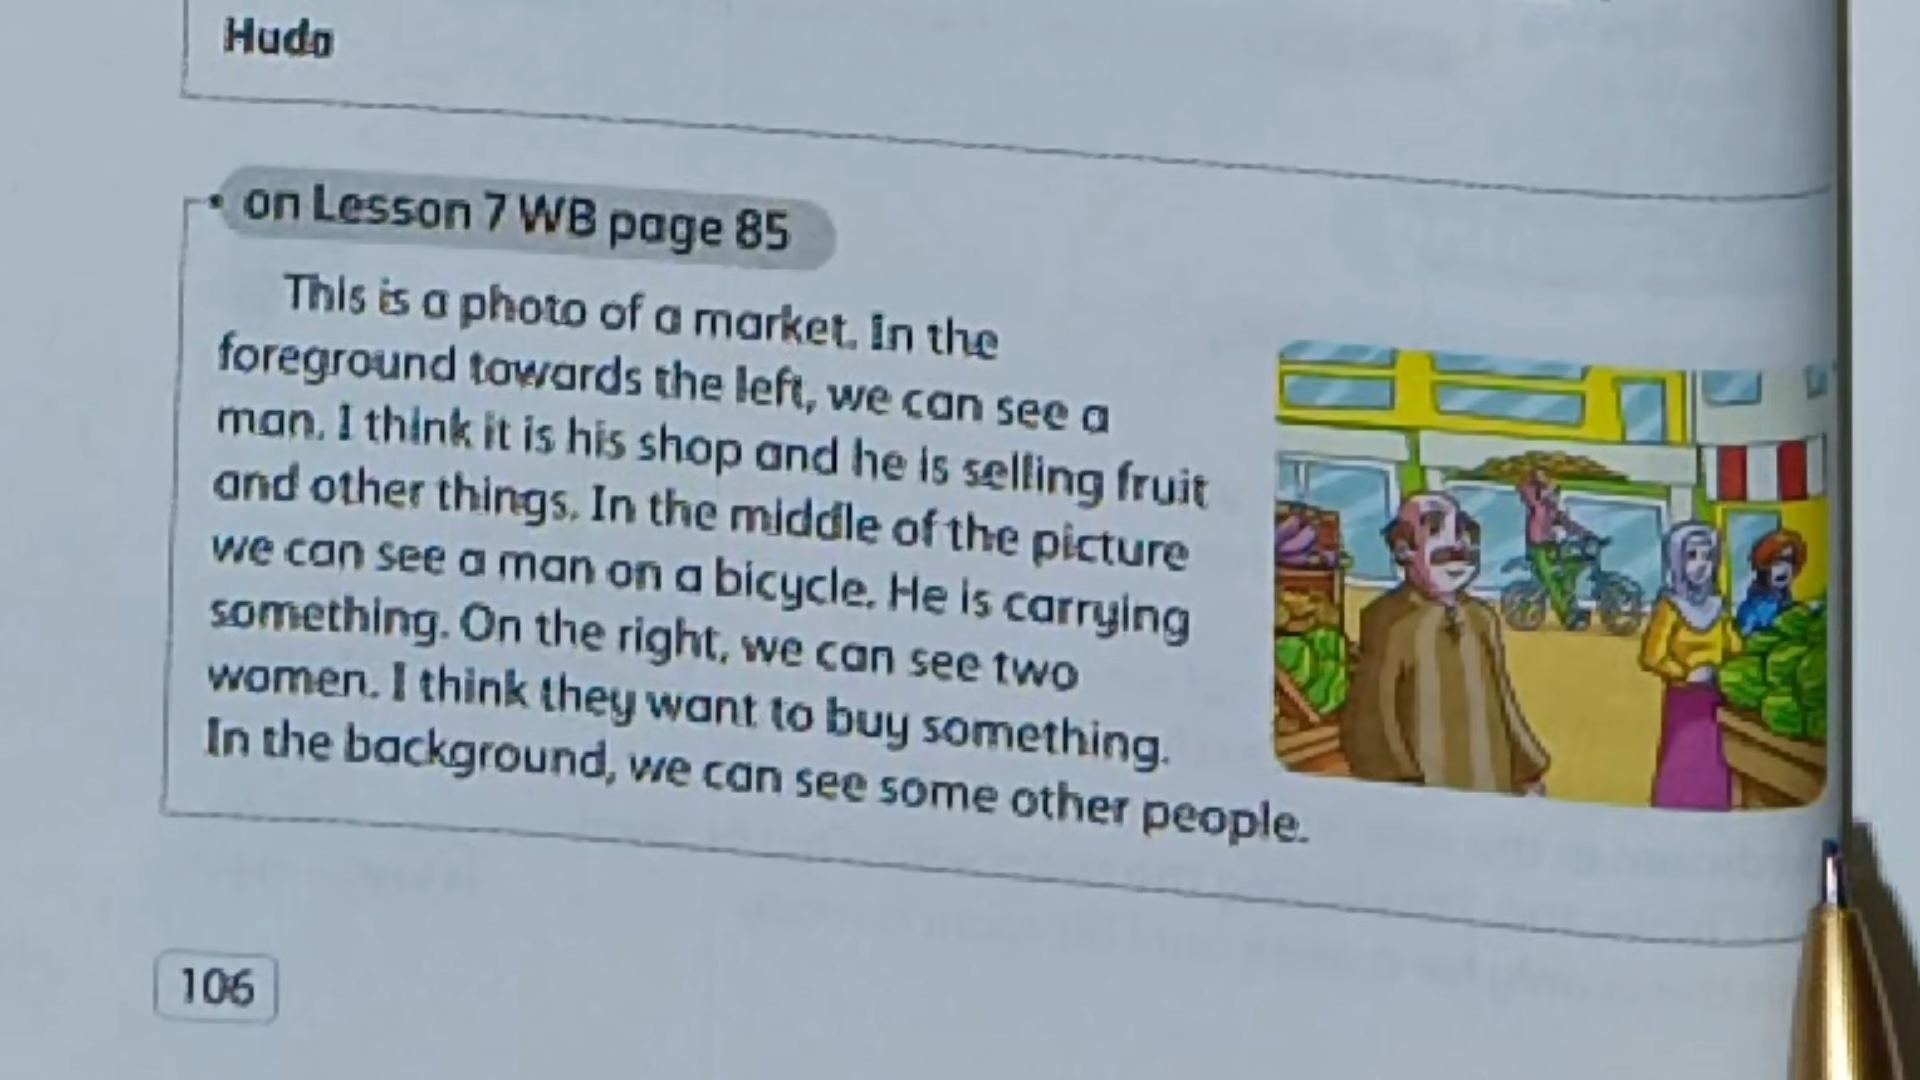 Huda
• on Lesson 7 WB page 85
This is a photo of a market. In the
foreground towards the left, we can see a
man. I think it is his shop and he is selling fruit
and other things. In the middle of the picture
we can see a man on a bicycle. He is carrying
something. On the right, we can see two
women. I think they want to buy something.
In the background, we can see some other people.
106